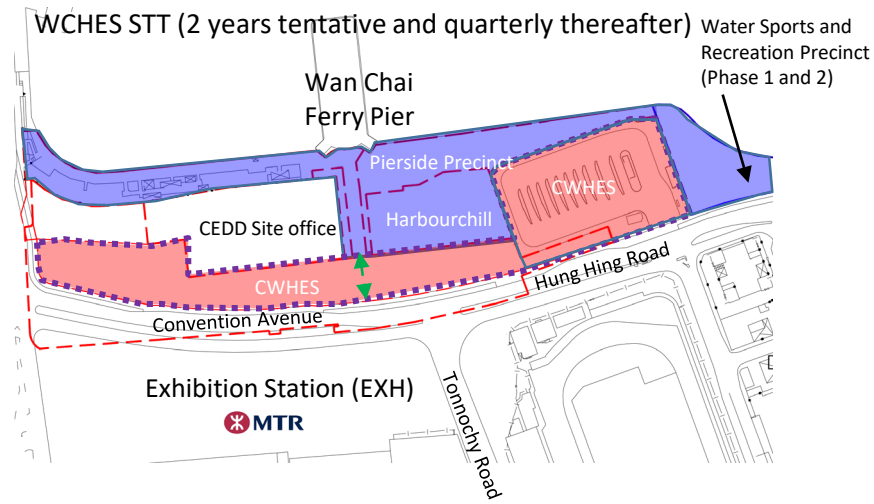 WCHES STT (2 years tentative and quarterly thereafter)
Water Sports and
Recreation Precinct
(Phase 1 and 2)
Wan Chai
Ferry Pier
Pierside Precinct
CWHES
Harbourchill
CEDD Site office
CWHES
Hung Hing Road
Convention Avenue
Exhibition Station (EXH)
MTR
Tonnochy Road